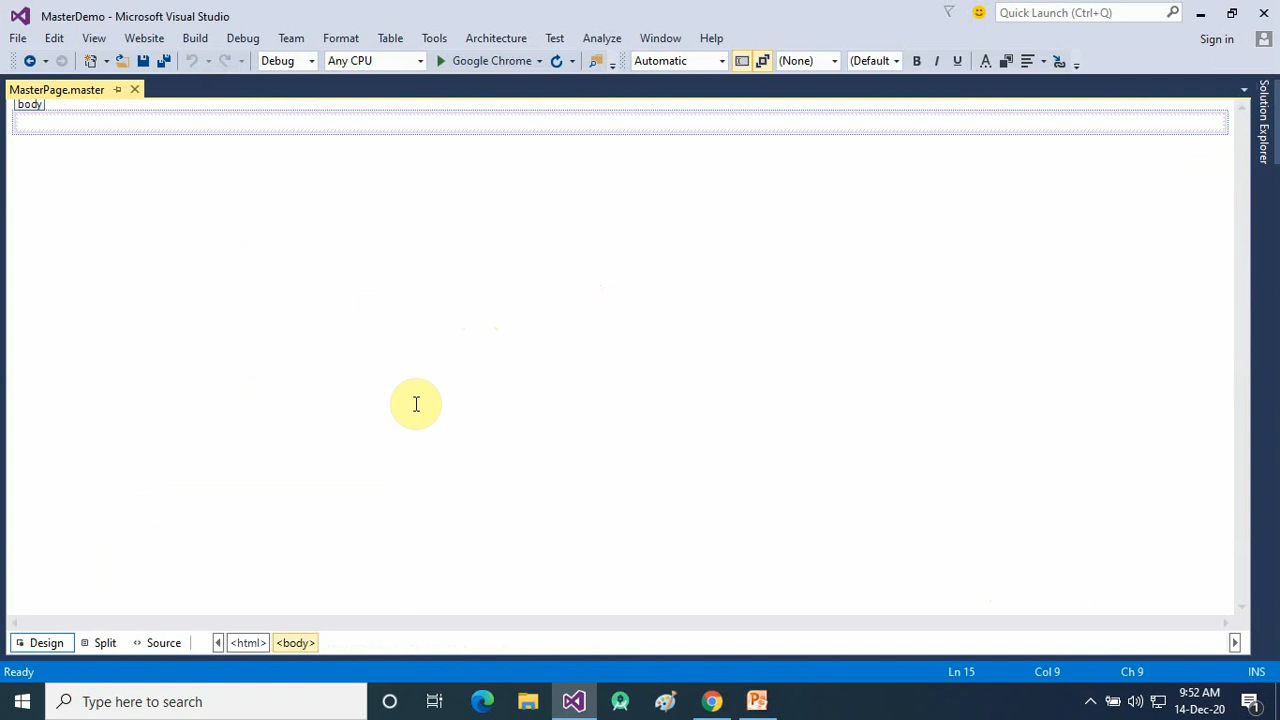 MasterDemo - Microsoft Visual Studio
Quick Launch (Ctrl+Q)
File Edit View Website Build Debug Team Format Table Tools Architecture Test Analyze Window Help
Sign in
Debug Any CPU Google Chrome Automatic (None) (Default B I U A
MasterPage.master
Solution Explorer
body
Design Split Source <html> <body>
Ready Ln 15 Col 9 Ch 9 INS
Type here to search
9:52 AM
14-Dec-20
1